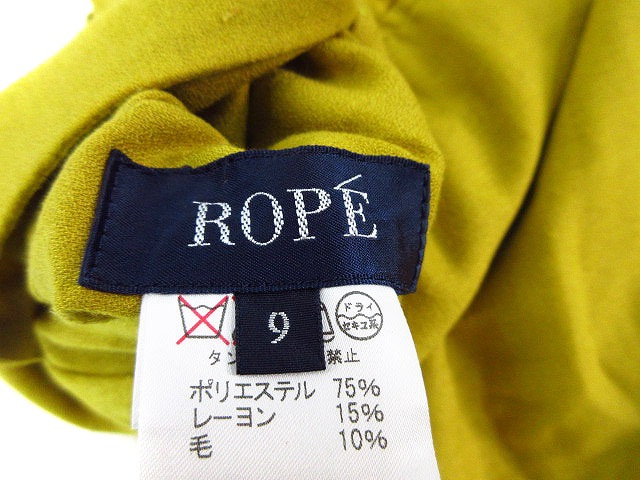 ROPÉ
9
ドライ
セキユ系
タン
禁止
ポリエステル 75%
レーヨン 15%
毛 10%